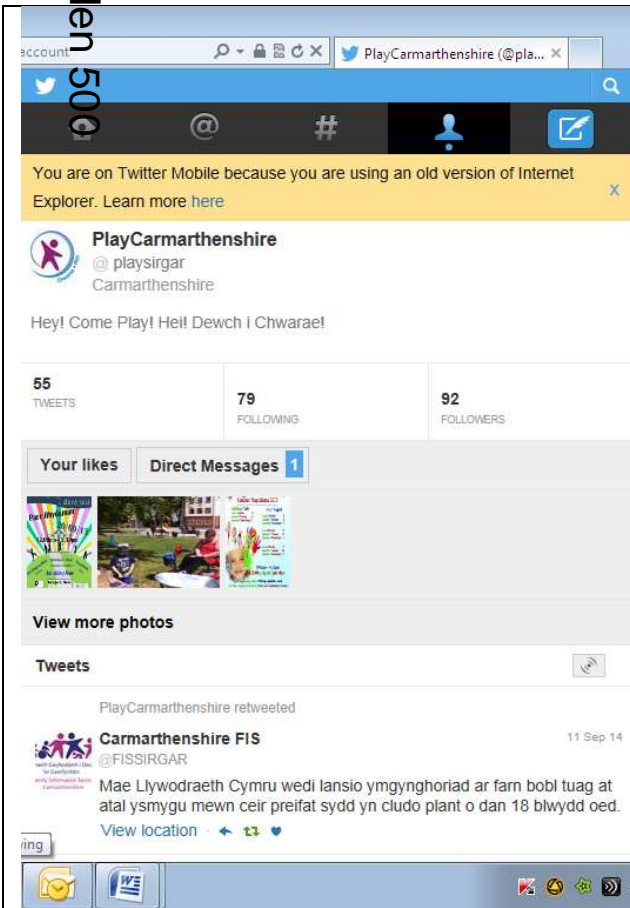 en 500
account
PlayCarmarthenshire (@pla...
@
#
You are on Twitter Mobile because you are using an old version of Internet
Explorer. Learn more here
x
PlayCarmarthenshire
@ playsirgar
Carmarthenshire
Hey! Come Play! Hei! Dewch i Chwarae!
55
TWEETS
79
FOLLOWING
92
FOLLOWERS
Your likes
Direct Messages 1
View more photos
Tweets
PlayCarmarthenshire retweeted
Carmarthenshire FIS
11 Sep 14
@FISSIRGAR
Mae Llywodraeth Cymru wedi lansio ymgynghoriad ar farn bobl tuag at
atal ysmygu mewn ceir preifat sydd yn cludo plant o dan 18 blwydd oed.
View location